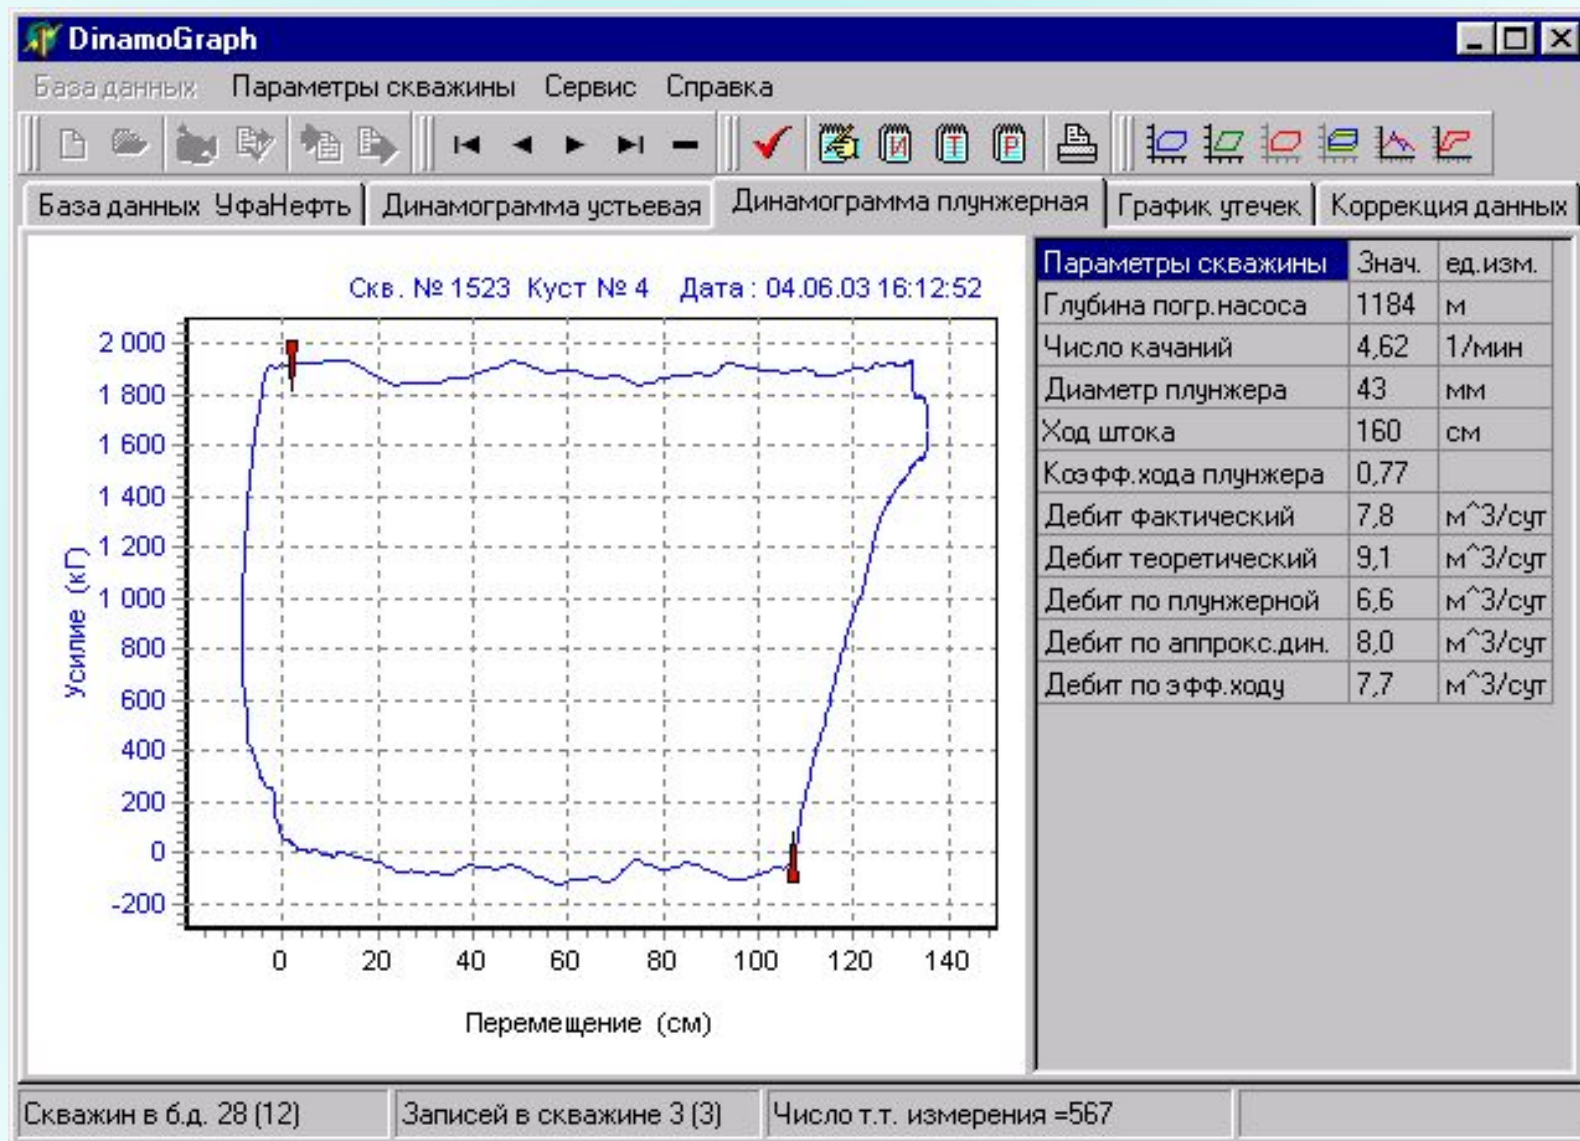 DinamoGraph
База данных Параметры скважины Сервис Справка
И Т Р
База данных УфаНефть Динамограмма устьевая Динамограмма плунжерная График утечек Коррекция данных
Скв. № 1523 Куст № 4 Дата : 04.06.03 16:12:52
2 000
1 800
1 600
1 400
1 200
1 000
800
600
400
200
0
-200
Усилие (кГ)
0 20 40 60 80 100 120 140
Перемещение (см)
Параметры скважины Знач. ед.изм.
Глубина погр.насоса 1184 м
Число качаний 4,62 1/мин
Диаметр плунжера 43 мм
Ход штока 160 см
Коэфф.хода плунжера 0,77
Дебит фактический 7,8 м^3/сут
Дебит теоретический 9,1 м^3/сут
Дебит по плунжерной 6,6 м^3/сут
Дебит по аппрокс.дин. 8,0 м^3/сут
Дебит по эфф.ходу 7,7 м^3/сут
Скважин в б.д. 28 (12) Записей в скважине 3 (3) Число т.т. измерения =567